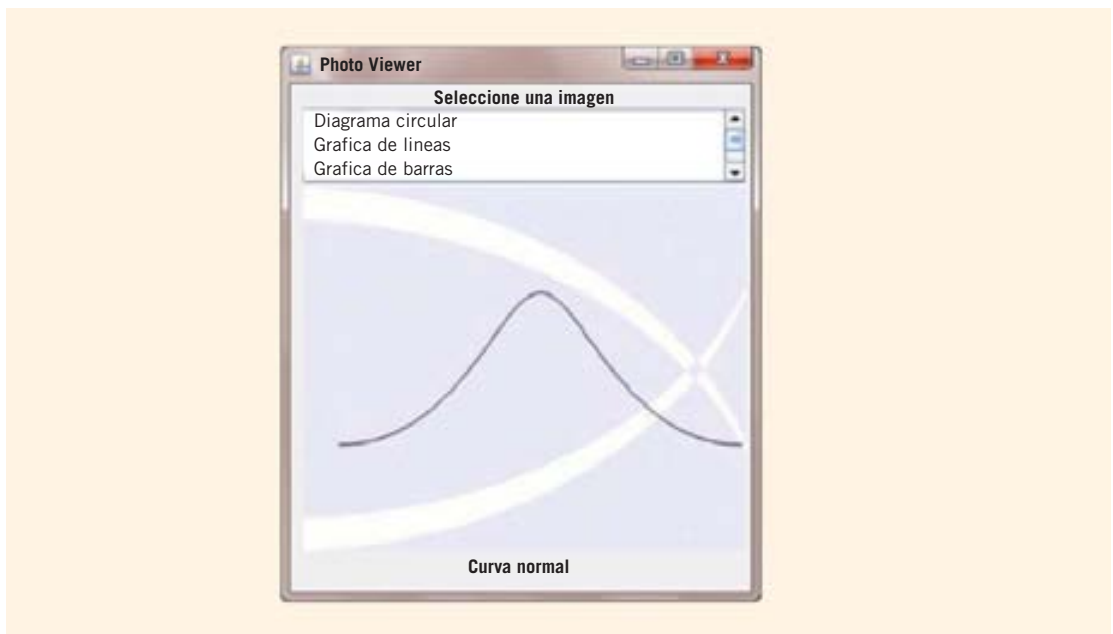 Photo Viewer
Seleccione una imagen
Diagrama circular
Grafica de lineas
Grafica de barras
Curva normal